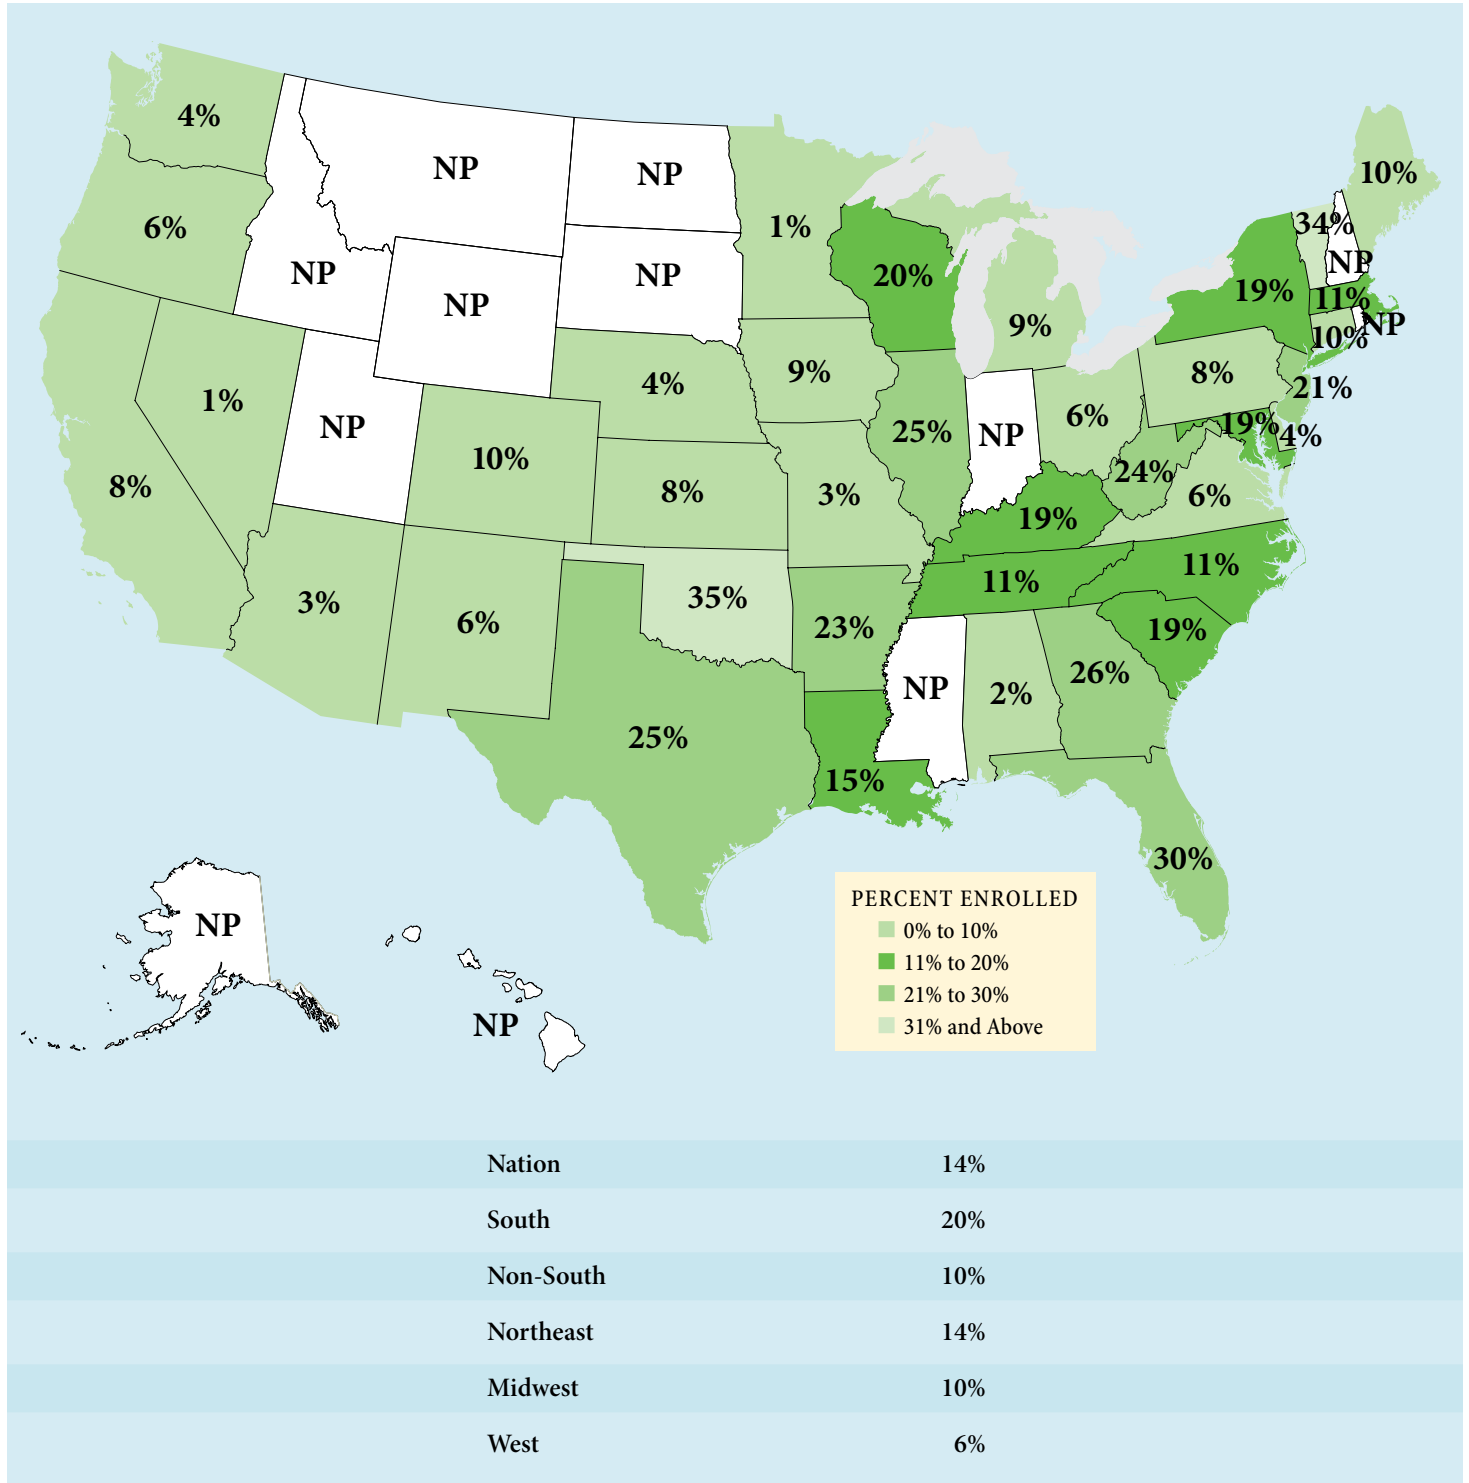 4%
NP
NP
10%
6%
1%
34%
NP
NP
NP
20%
NP
19%
11%
NP
9%
10%
NP
1%
4%
9%
8%
21%
NP
10%
25%
NP
6%
19%
4%
8%
8%
3%
24%
6%
19%
3%
6%
35%
23%
11%
11%
19%
25%
NP
2%
26%
15%
30%
NP
NP
PERCENT ENROLLED
0% to 10%
11% to 20%
21% to 30%
31% and Above
Nation 14%
South 20%
Non-South 10%
Northeast 14%
Midwest 10%
West 6%